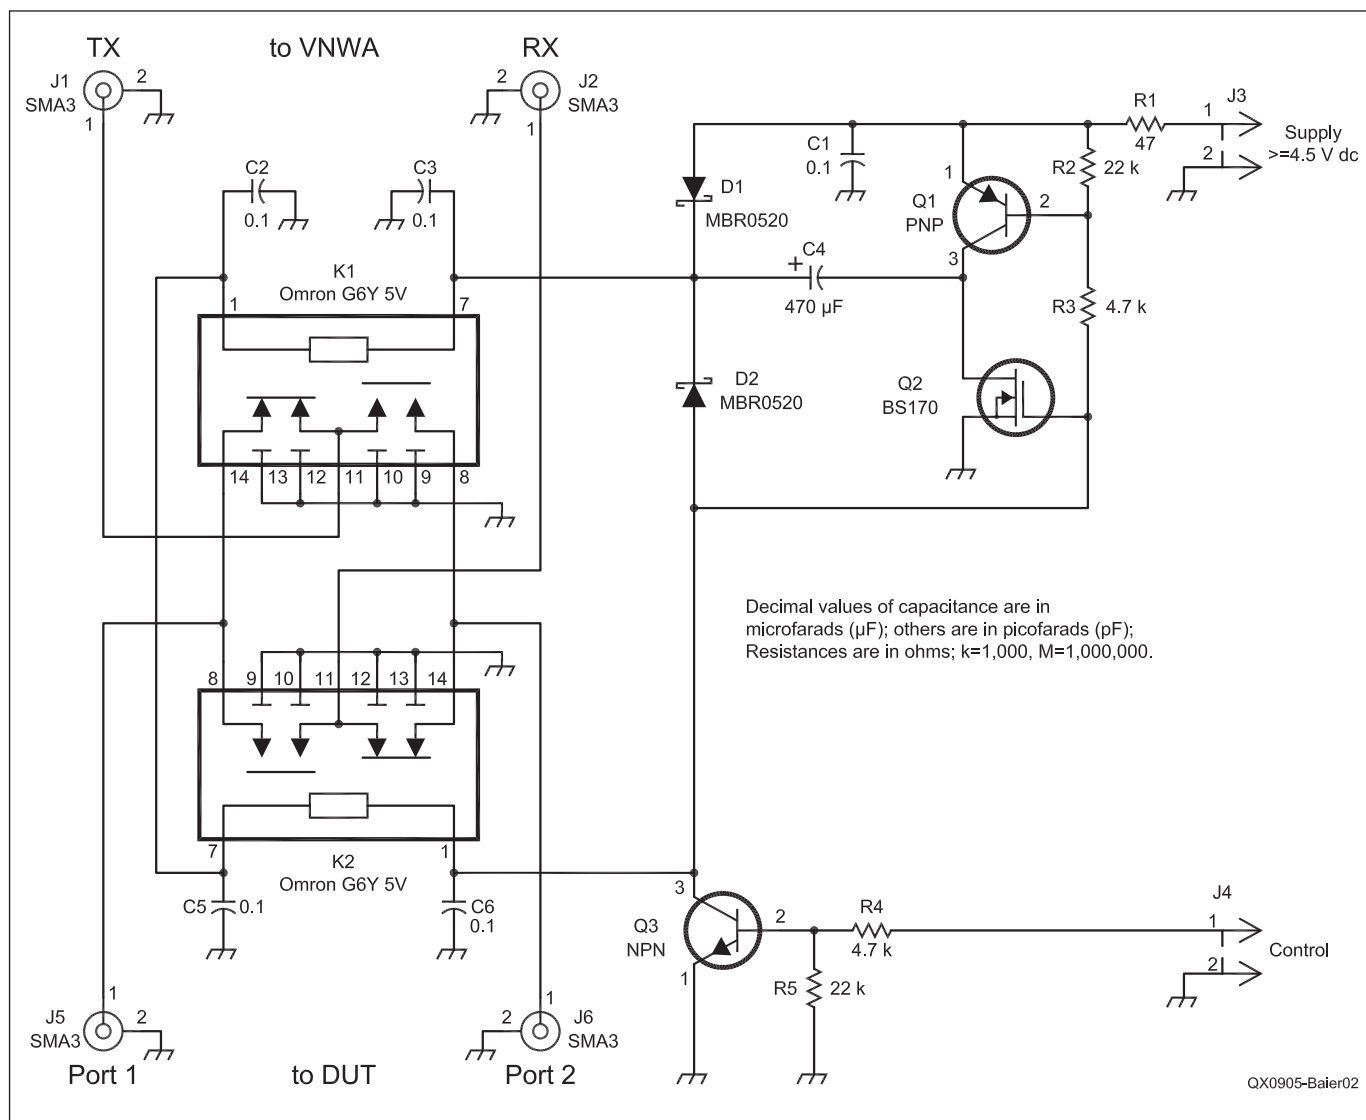 TX
to VNWA
RX
J1
SMA3
2
1
2
J2
SMA3
1
C2
0.1
C3
0.1
K1
Omron G6Y 5V
1
7
14
13
12
11
10
9
8
D1
MBR0520
C1
0.1
C4
+
470 µF
Q1
PNP
1
2
3
R1
47
R2
22 k
R3
4.7 k
J3
1
2
Supply
>=4.5 V dc
D2
MBR0520
Q2
BS170
Decimal values of capacitance are in
microfarads (µF); others are in picofarads (pF);
Resistances are in ohms; k=1,000, M=1,000,000.
8
9
10
11
12
13
14
7
1
K2
Omron G6Y 5V
C5
0.1
C6
0.1
3
Q3
NPN
2
1
R4
4.7 k
R5
22 k
J4
1
2
Control
1
J5
SMA3
2
1
2
J6
SMA3
Port 1
to DUT
Port 2
QX0905-Baier02